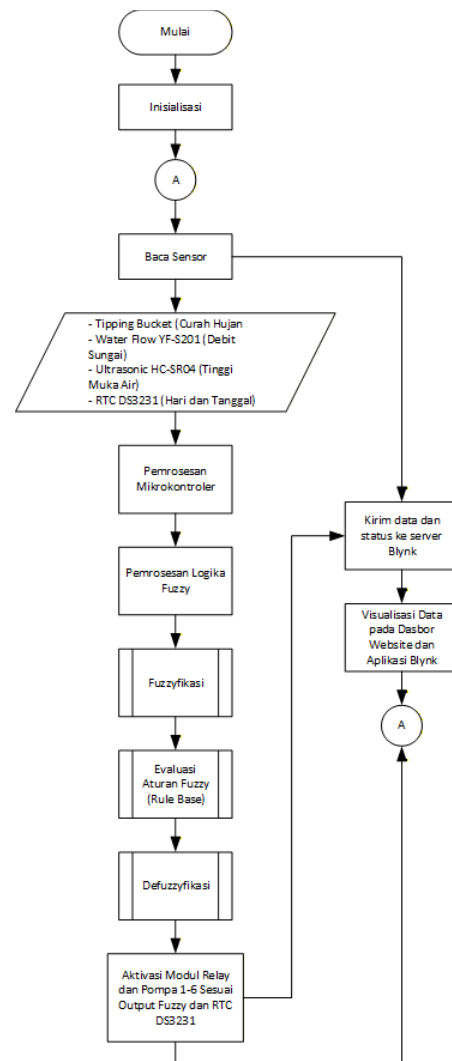 Mulai
Inisialisasi
A
Baca Sensor
- Tipping Bucket (Curah Hujan
- Water Flow YF-S201 (Debit
Sungai)
- Ultrasonic HC-SR04 (Tinggi
Muka Air)
- RTC DS3231 (Hari dan Tanggal)
Pemrosesan
Mikrokontroler
Pemrosesan Logika
Fuzzy
Fuzzyfikasi
Evaluasi
Aturan Fuzzy
(Rule Base)
Defuzzyfikasi
Aktivasi Modul Relay
dan Pompa 1-6 Sesuai
Output Fuzzy dan RTC
DS3231
Kirim data dan
status ke server
Blynk
Visualisasi Data
pada Dasbor
Website dan
Aplikasi Blynk
A